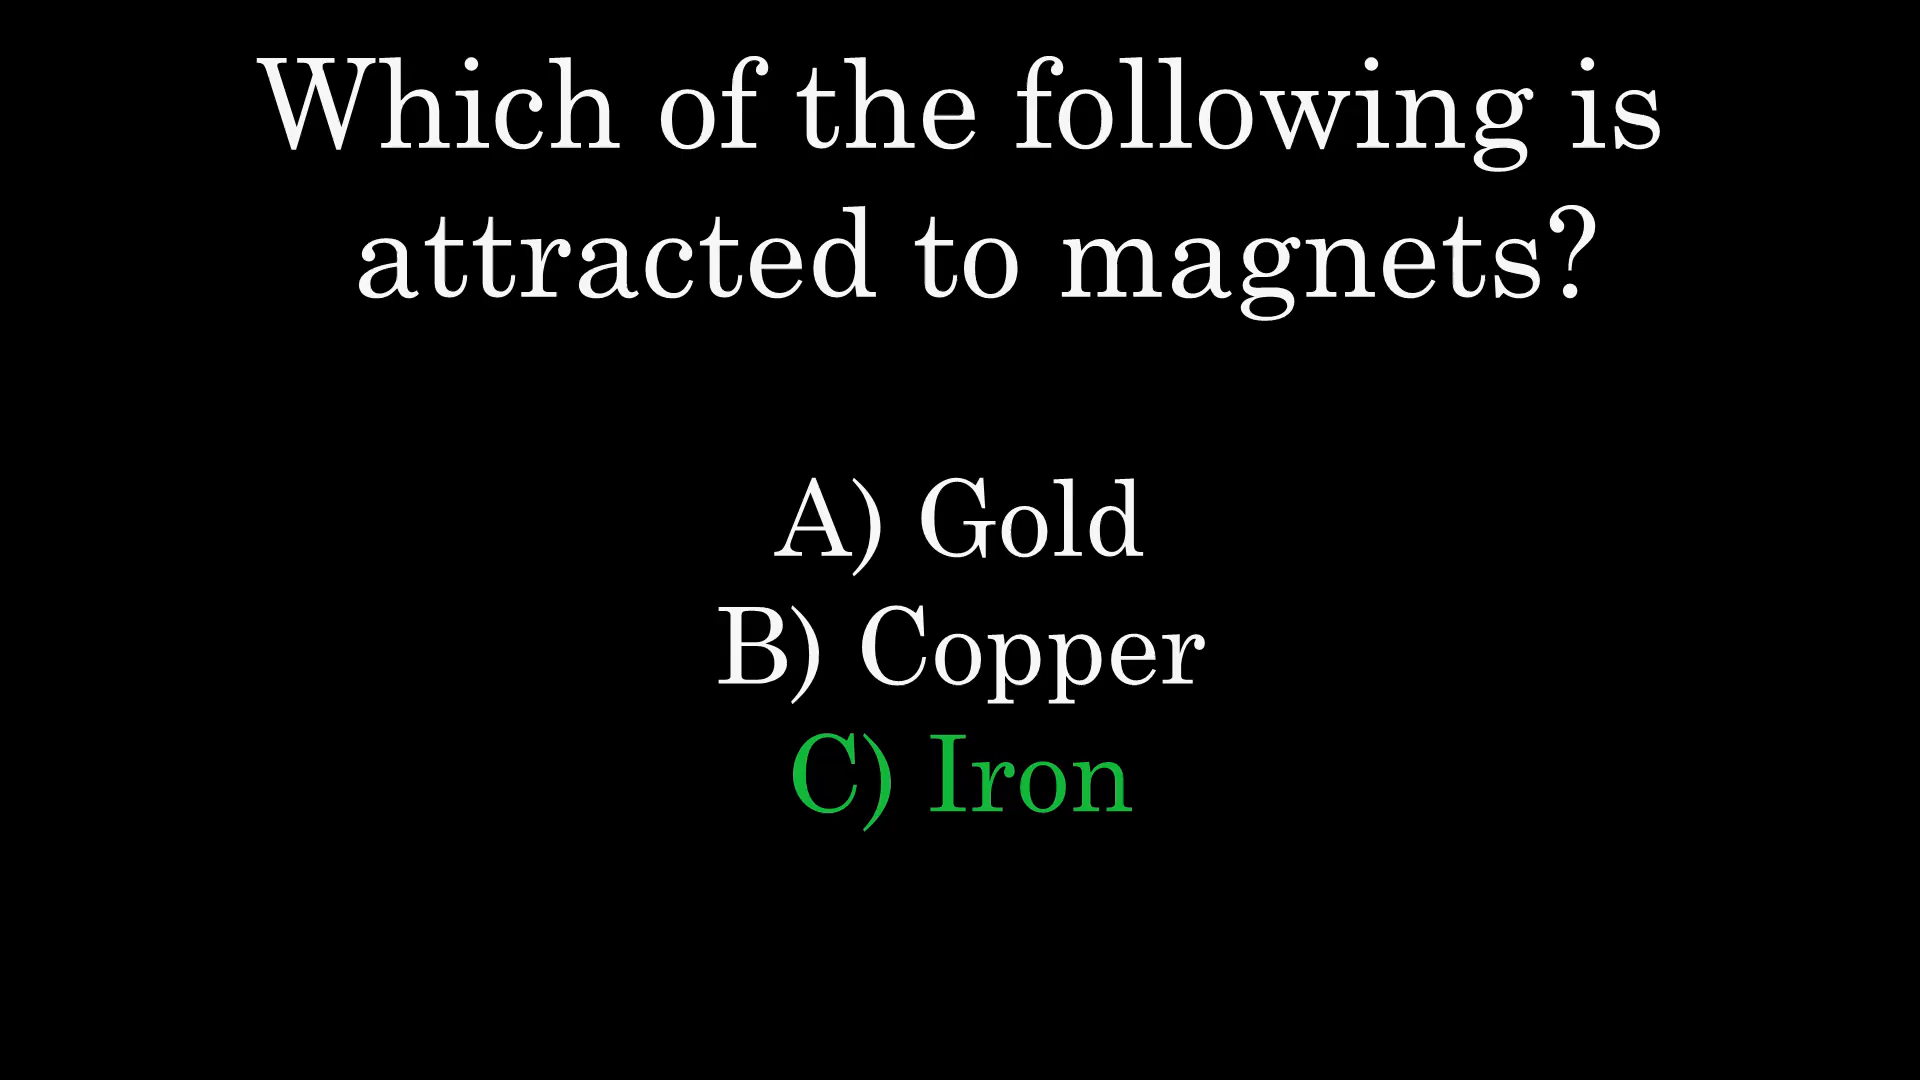 Which of the following is
attracted to magnets?
A) Gold
B) Copper
C) Iron